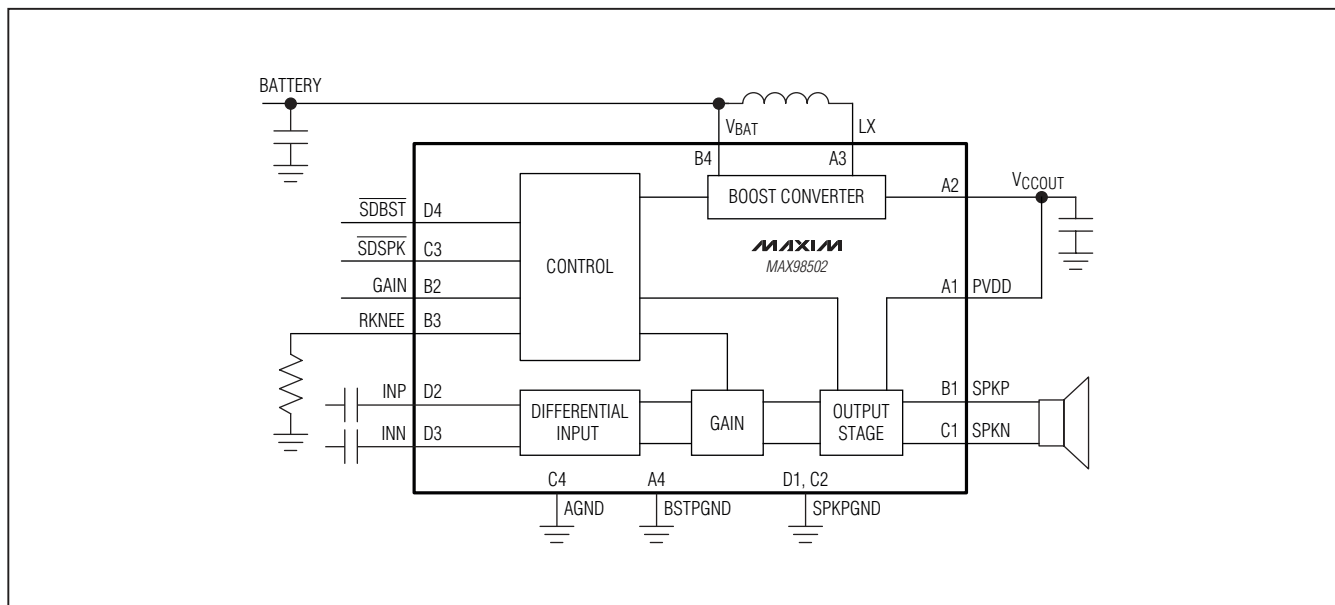 BATTERY
VBAT
LX
B4
A3
BOOST CONVERTER
A2
VCCOUT
SDBST
D4
SDSPK
C3
CONTROL
MAXIM
MAX98502
GAIN
B2
A1
PVDD
RKNEE
B3
INP
D2
DIFFERENTIAL
INPUT
GAIN
OUTPUT
STAGE
B1
SPKP
INN
D3
C1
SPKN
C4
A4
D1, C2
AGND
BSTPGND
SPKPGND